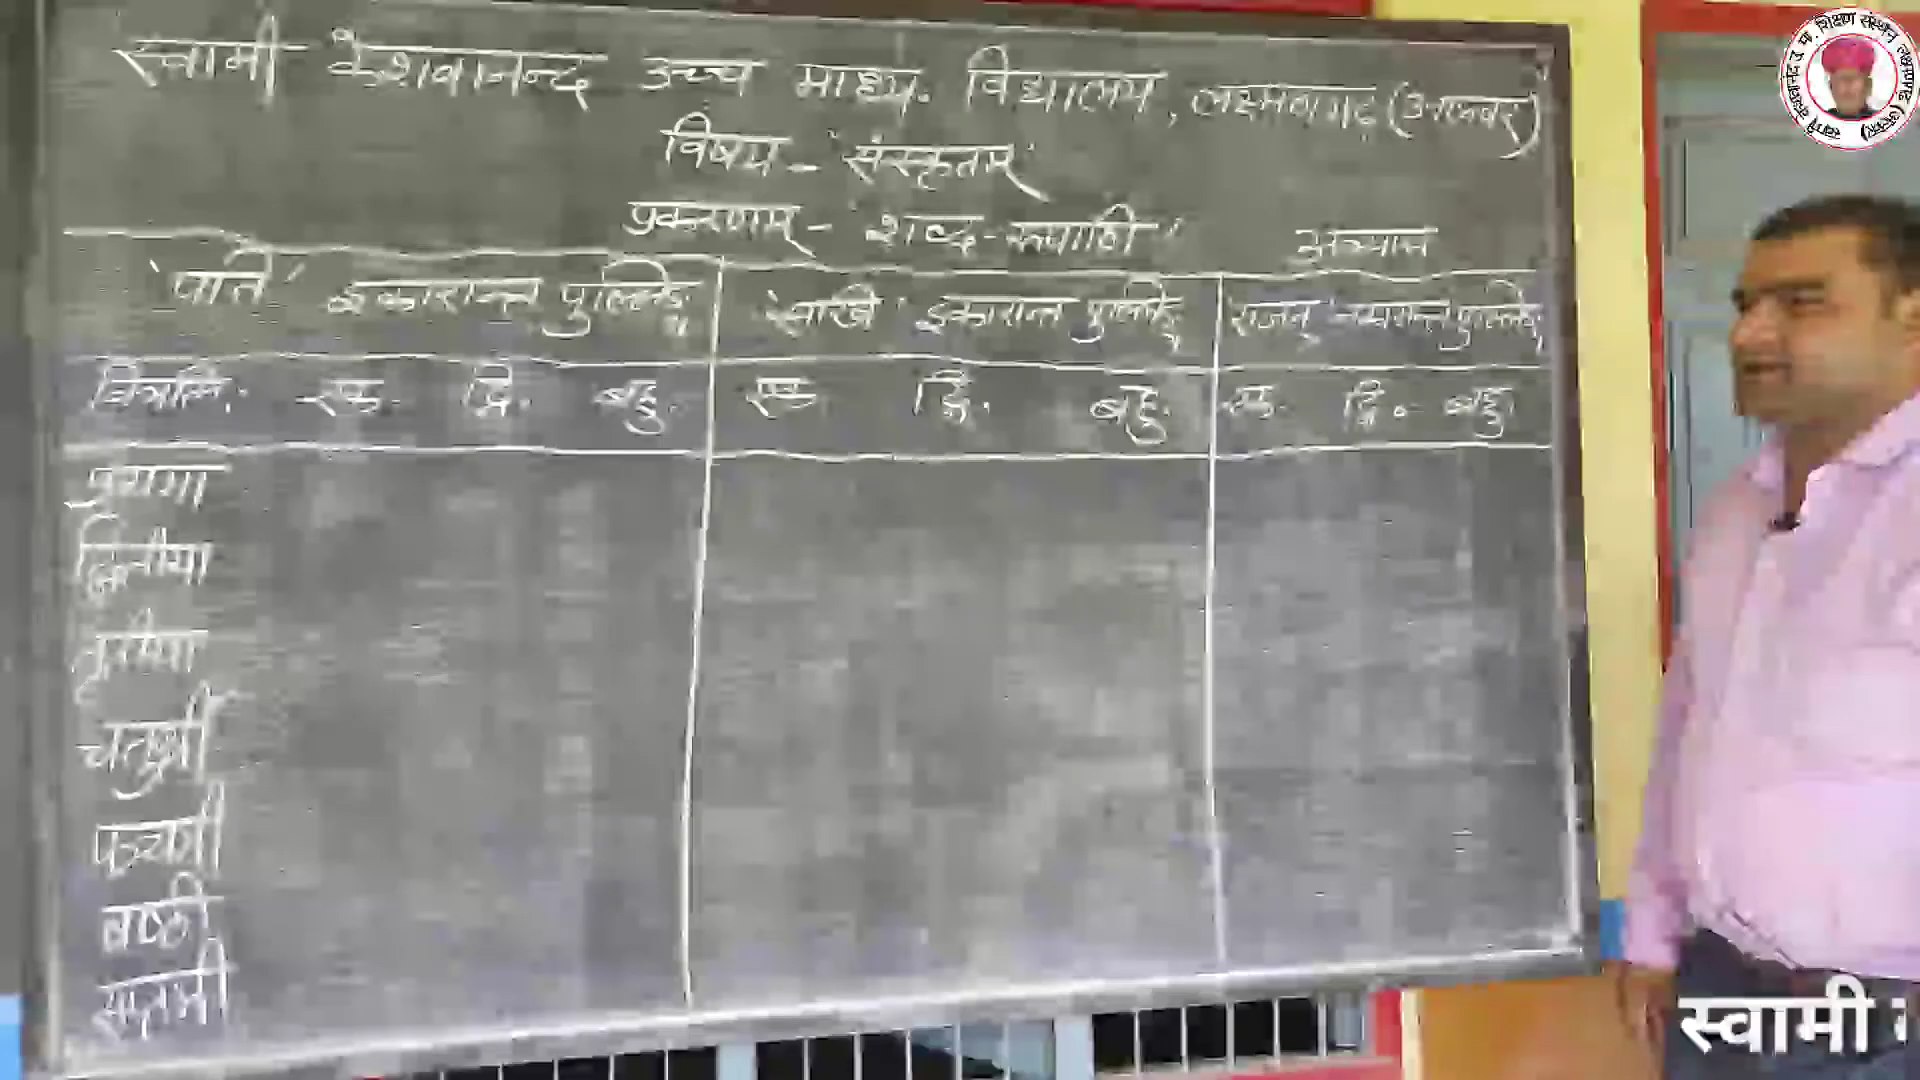 स्वामी केशवानन्द उच्च माध्य. विद्यालय, लक्ष्मणगढ़ (अलवर)
विषय - "संस्कृतम्"
प्रकरणम् - "शब्द-रूपाणि" अभ्यास
'पति' इकारान्त पुल्लिङ्ग 'सखि' इकारान्त पुल्लिङ्ग राजन् नकारान्त पुल्लिङ्ग
विभक्ति: एक. द्वि. बहु. एक. द्वि. बहु. एक. द्वि. बहु.
प्रथमा
द्वितीया
तृतीया
चतुर्थी
पञ्चमी
षष्ठी
सप्तमी
स्वामी